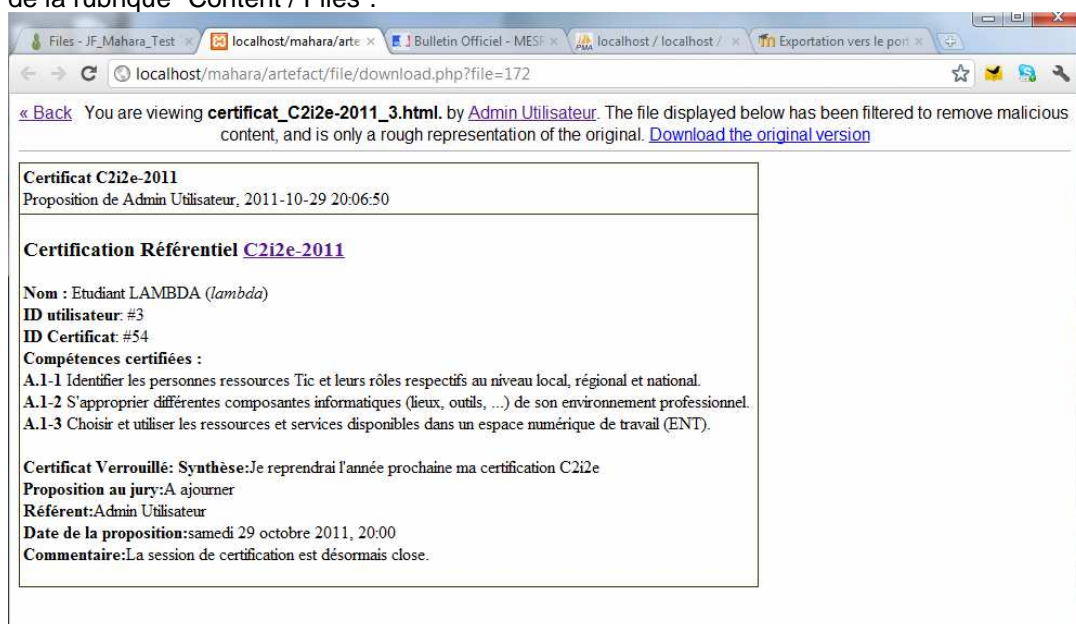 de la rubrique "Content / Files".
Files - JF_Mahara_Test
localhost/mahara/arte
Bulletin Officiel - MESF
localhost / localhost /
Exportation vers le port
localhost/mahara/artefact/file/download.php?file=172
« Back You are viewing certificat_C2i2e-2011_3.html. by Admin Utilisateur. The file displayed below has been filtered to remove malicious
content, and is only a rough representation of the original. Download the original version
Certificat C2i2e-2011
Proposition de Admin Utilisateur, 2011-10-29 20:06:50
Certification Référentiel C2i2e-2011
Nom : Etudiant LAMBDA (lambda)
ID utilisateur: #3
ID Certificat: #54
Compétences certifiées :
A.1-1 Identifier les personnes ressources Tic et leurs rôles respectifs au niveau local, régional et national.
A.1-2 S'approprier différentes composantes informatiques (lieux, outils, ...) de son environnement professionnel.
A.1-3 Choisir et utiliser les ressources et services disponibles dans un espace numérique de travail (ENT).
Certificat Verrouillé: Synthèse:Je reprendrai l'année prochaine ma certification C2i2e
Proposition au jury:A ajourner
Référent:Admin Utilisateur
Date de la proposition:samedi 29 octobre 2011, 20:00
Commentaire:La session de certification est désormais close.